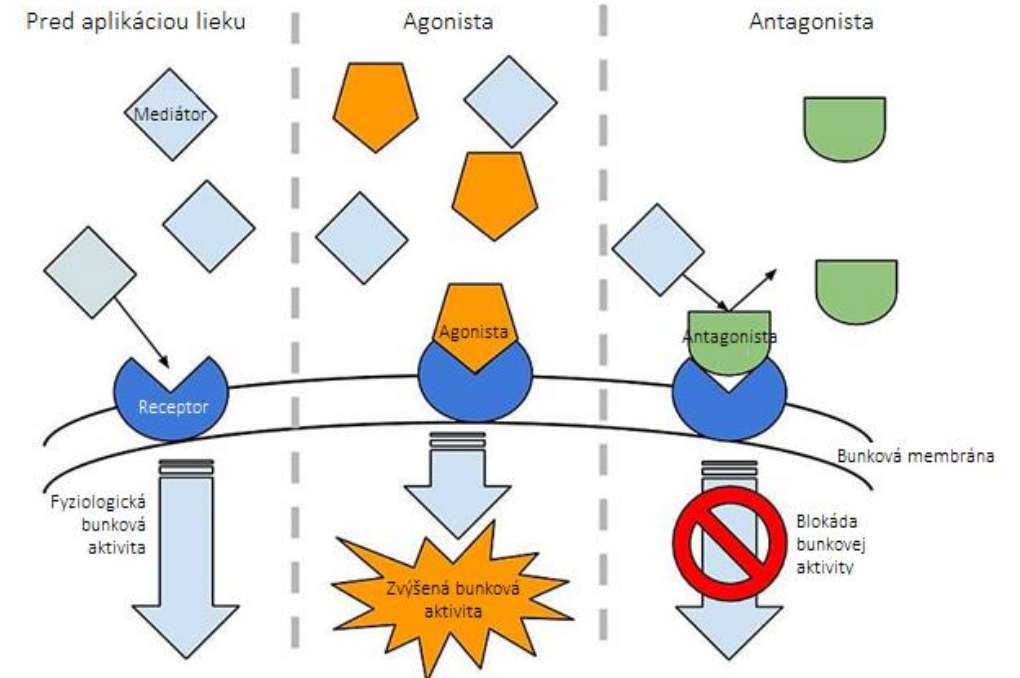 Pred aplikáciou lieku
Agonista
Antagonista
Mediátor
Agonista
Antagonista
Receptor
Bunková membrána
Fyziologická
bunková
aktivita
Zvýšená bunková
aktivita
Blokáda
bunkovej
aktivity